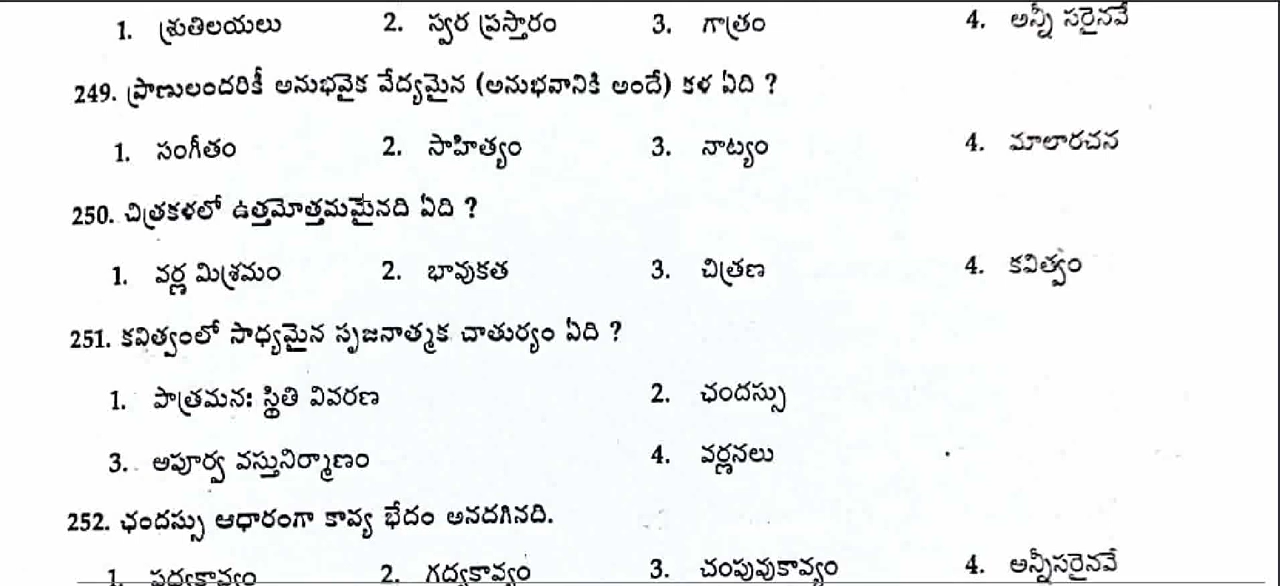 1. శ్రుతిలయలు 2. స్వర ప్రస్తారం 3. గాత్రం 4. అన్నీ సరైనవే
249. ప్రాణులందరికీ అనుభవైక వేద్యమైన (అనుభవానికి అందే) కళ ఏది ?
1. సంగీతం 2. సాహిత్యం 3. నాట్యం 4. మాలారచన
250. చిత్రకళలో ఉత్తమోత్తమమైనది ఏది ?
1. వర్ణ మిశ్రమం 2. భావుకత 3. చిత్రణ 4. కవిత్వం
251. కవిత్వంలో సాధ్యమైన సృజనాత్మక చాతుర్యం ఏది ?
1. పాత్రమనః స్థితి వివరణ 2. ఛందస్సు
3. అపూర్వ వస్తునిర్మాణం 4. వర్ణనలు
252. ఛందస్సు ఆధారంగా కావ్య భేదం అనదగినది.
1. పద్యకావ్యం 2. గద్యకావ్యం 3. చంపువుకావ్యం 4. అన్నీసరైనవే